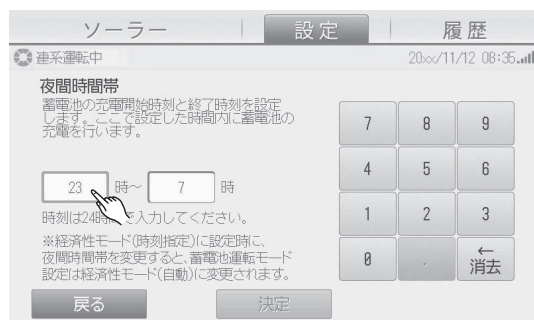 ソーラー 設定 履歴
連系運転中 20xx/11/12 08:35
夜間時間帯
蓄電池の充電開始時刻と終了時刻を設定
します。ここで設定した時間内に蓄電池の
充電を行います。
7 8 9
4 5 6
23 時~ 7 時
1 2 3
時刻は24時 で入力してください。
※経済性モード(時刻指定)に設定時に、
夜間時間帯を変更すると、蓄電池運転モード
設定は経済性モード(自動)に変更されます。
0 . ←
消去
戻る 決定